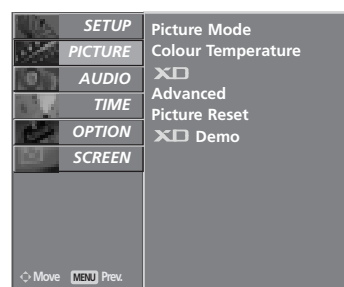 SETUP
PICTURE
AUDIO
TIME
OPTION
SCREEN
Move MENU Prev.
Picture Mode
Colour Temperature
XD
Advanced
Picture Reset
XD Demo